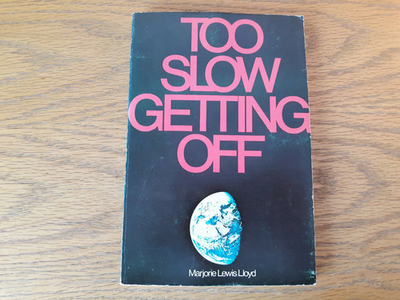 TOO
SLOW
GETTING
OFF
Marjorie Lewis Lloyd